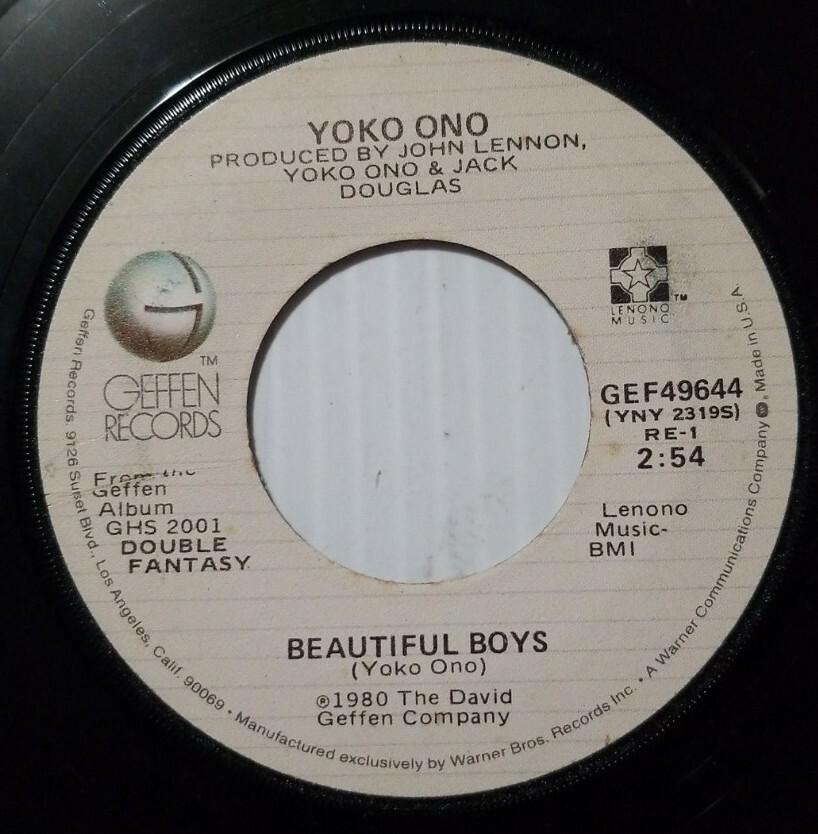 YOKO ONO
PRODUCED BY JOHN LENNON,
YOKO ONO & JACK
DOUGLAS
LENONO
MUSIC
TM
TM
GEFFEN
RECORDS
GEF49644
(YNY 2319S)
RE-1
2:54
From the
Geffen
Album
GHS 2001
DOUBLE
FANTASY
Lenono
Music-
BMI
BEAUTIFUL BOYS
(Yoko Ono)
℗1980 The David
Geffen Company
Geffen Records, 9126 Sunset Blvd., Los Angeles, Calif. 90069 • Manufactured exclusively by Warner Bros. Records Inc. • A Warner Communications Company Made in U.S.A.